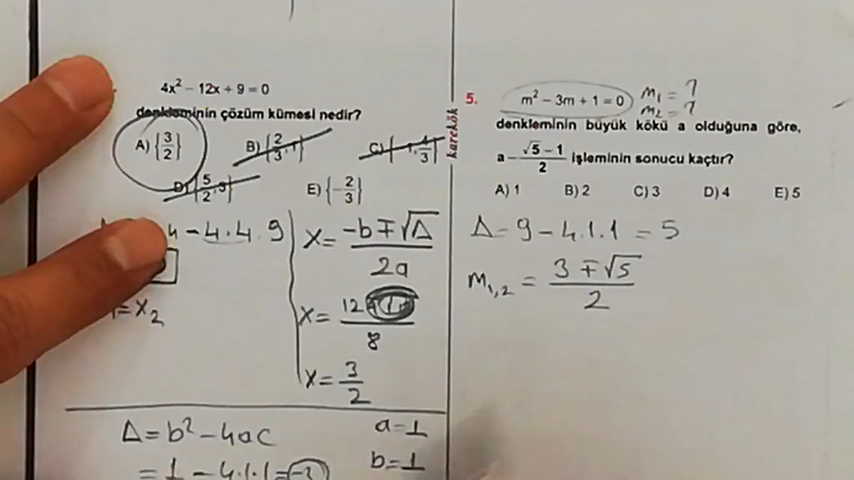 4x² - 12x + 9 = 0
denkleminin çözüm kümesi nedir?
A) {3/2}
B) {2/3, 1}
C) {-1, 4/3}
D) {5/2, 3}
E) {-2/3}
4 - 4.4.9
= x₂
x = -b ∓ √Δ / 2a
x = 12 / 8
x = 3/2
Δ = b² - 4ac
= 1 - 4.1.1 = -3
a = 1
b = 1
karekök
5.
m² - 3m + 1 = 0
m₁ = ?
m₂ = ?
denkleminin büyük kökü a olduğuna göre,
a - √5 - 1 / 2 işleminin sonucu kaçtır?
A) 1 B) 2 C) 3 D) 4 E) 5
Δ = 9 - 4.1.1 = 5
m₁,₂ = 3 ∓ √5 / 2